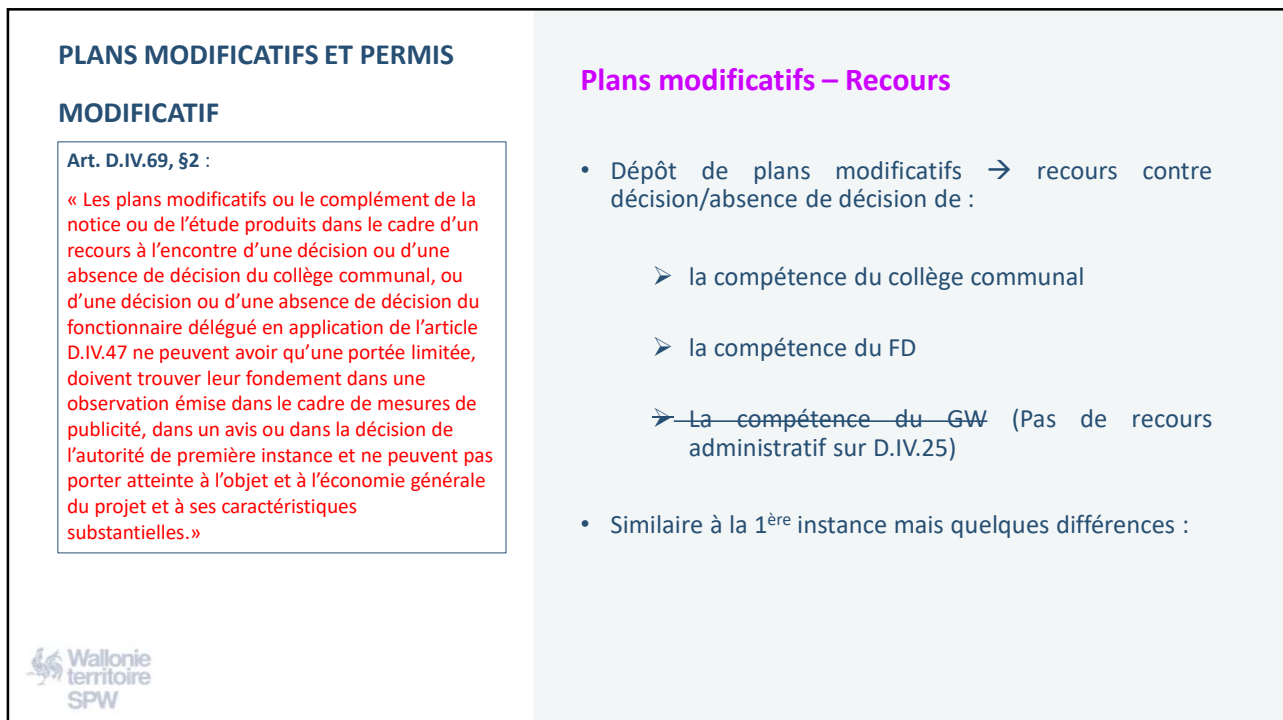 PLANS MODIFICATIFS ET PERMIS
MODIFICATIF
Art. D.IV.69, §2 :
« Les plans modificatifs ou le complément de la
notice ou de l’étude produits dans le cadre d’un
recours à l’encontre d’une décision ou d’une
absence de décision du collège communal, ou
d’une décision ou d’une absence de décision du
fonctionnaire délégué en application de l’article
D.IV.47 ne peuvent avoir qu’une portée limitée,
doivent trouver leur fondement dans une
observation émise dans le cadre de mesures de
publicité, dans un avis ou dans la décision de
l’autorité de première instance et ne peuvent pas
porter atteinte à l’objet et à l’économie générale
du projet et à ses caractéristiques
substantielles.»
Wallonie
territoire
SPW
Plans modificatifs – Recours
• Dépôt de plans modificatifs → recours contre
décision/absence de décision de :
➢ la compétence du collège communal
➢ la compétence du FD
➢ La compétence du GW (Pas de recours
administratif sur D.IV.25)
• Similaire à la 1ère instance mais quelques différences :